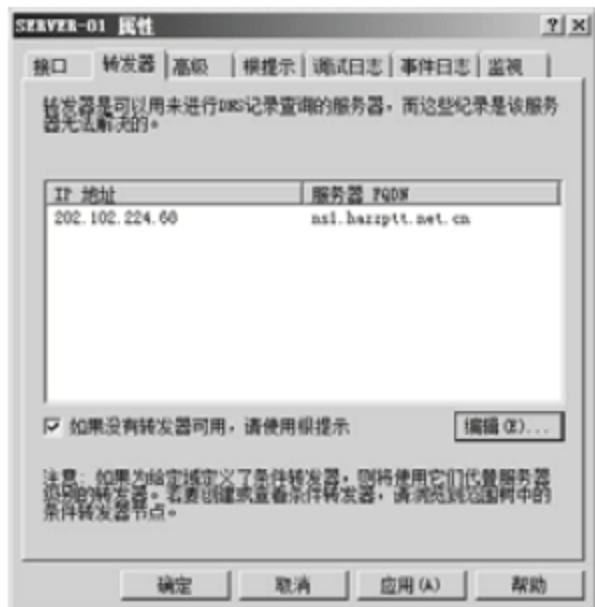 SERVER-01 属性
接口 转发器 高级 根提示 调试日志 事件日志 监视
转发器是可以用来进行DNS记录查询的服务器，而这些纪录是该服务
器无法解决的。
IP 地址 服务器 FQDN
202.102.224.68 ns1.hazzptt.net.cn
如果没有转发器可用，请使用根提示
编辑(E)...
注意: 如果为给定域定义了条件转发器，则将使用它们代替服务器
级别的转发器。若要创建或查看条件转发器，请浏览到范围树中的
条件转发器节点。
确定 取消 应用(A) 帮助